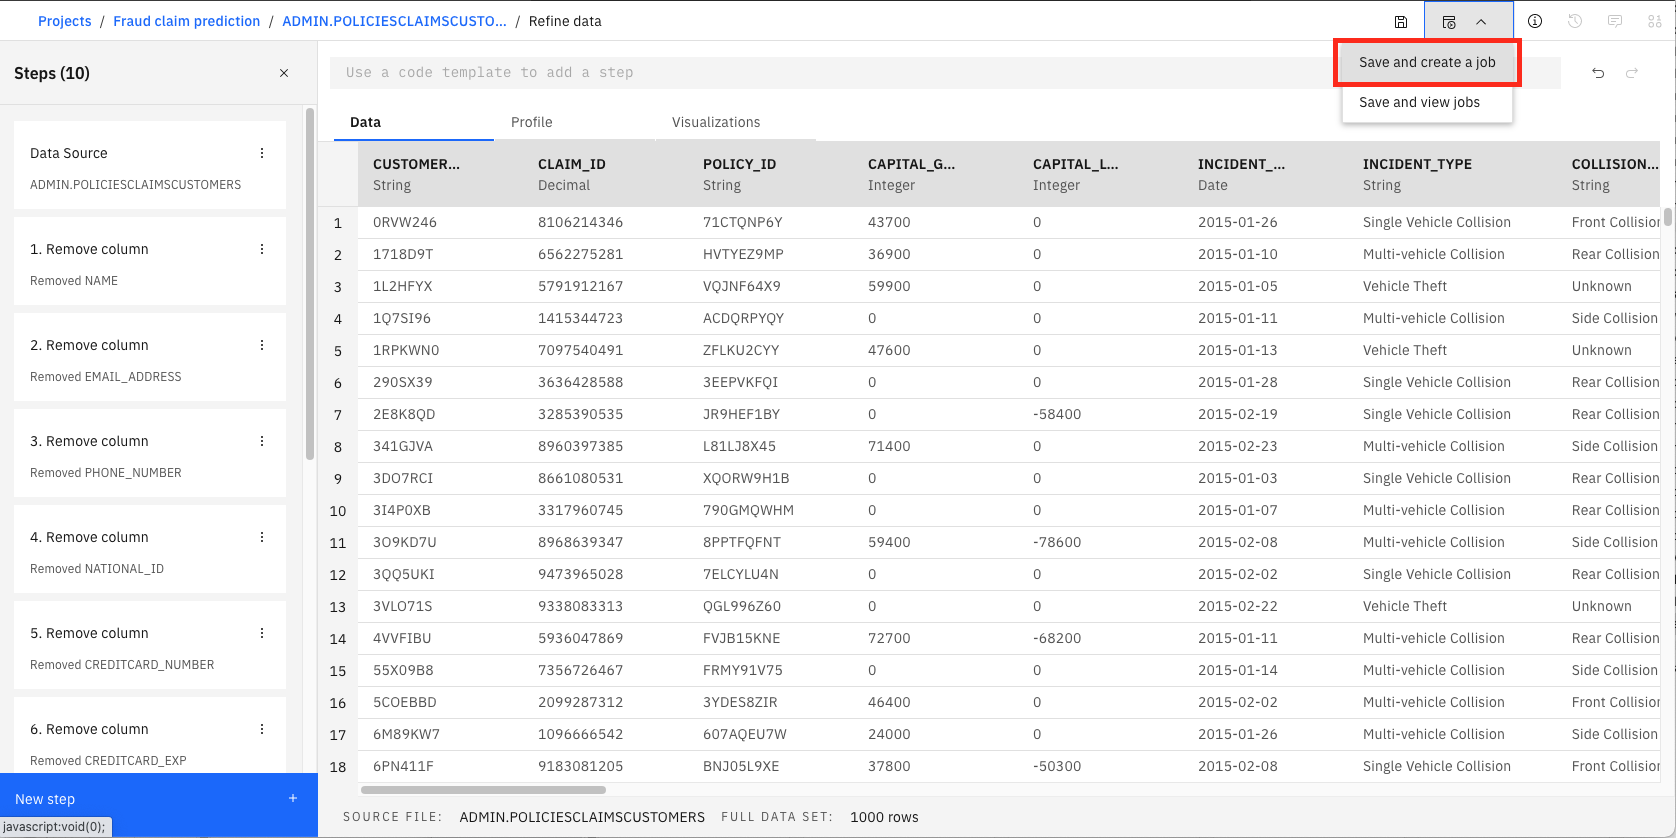 Projects / Fraud claim prediction / ADMIN.POLICIESCLAIMSCUSTO... / Refine data
Steps (10)
Use a code template to add a step
Save and create a job
Save and view jobs
Data Profile Visualizations
Data Source
ADMIN.POLICIESCLAIMSCUSTOMERS
1. Remove column
Removed NAME
2. Remove column
Removed EMAIL_ADDRESS
3. Remove column
Removed PHONE_NUMBER
4. Remove column
Removed NATIONAL_ID
5. Remove column
Removed CREDITCARD_NUMBER
6. Remove column
Removed CREDITCARD_EXP
New step +
javascript:void(0);
CUSTOMER... CLAIM_ID POLICY_ID CAPITAL_G... CAPITAL_L... INCIDENT_... INCIDENT_TYPE COLLISION...
String Decimal String Integer Integer Date String String
1 0RVW246 8106214346 71CTQNP6Y 43700 0 2015-01-26 Single Vehicle Collision Front Collision
2 1718D9T 6562275281 HVTYEZ9MP 36900 0 2015-01-10 Multi-vehicle Collision Rear Collision
3 1L2HFYX 5791912167 VQJNF64X9 59900 0 2015-01-05 Vehicle Theft Unknown
4 1Q7SI96 1415344723 ACDQRPYQY 0 0 2015-01-11 Multi-vehicle Collision Side Collision
5 1RPKWN0 7097540491 ZFLKU2CYY 47600 0 2015-01-13 Vehicle Theft Unknown
6 290SX39 3636428588 3EEPVKFQI 0 0 2015-01-28 Single Vehicle Collision Rear Collision
7 2E8K8QD 3285390535 JR9HEF1BY 0 -58400 2015-02-19 Single Vehicle Collision Rear Collision
8 341GJVA 8960397385 L81LJ8X45 71400 0 2015-02-23 Multi-vehicle Collision Side Collision
9 3DO7RCI 8661080531 XQORW9H1B 0 0 2015-01-03 Single Vehicle Collision Rear Collision
10 3I4P0XB 3317960745 790GMQWHM 0 0 2015-01-07 Multi-vehicle Collision Rear Collision
11 3O9KD7U 8968639347 8PPTFQFNT 59400 -78600 2015-02-08 Multi-vehicle Collision Side Collision
12 3QQ5UKI 9473965028 7ELCYLU4N 0 0 2015-02-02 Single Vehicle Collision Rear Collision
13 3VLO71S 9338083313 QGL996Z60 0 0 2015-02-22 Vehicle Theft Unknown
14 4VVFIBU 5936047869 FVJB15KNE 72700 -68200 2015-01-11 Multi-vehicle Collision Rear Collision
15 55X09B8 7356726467 FRMY91V75 0 0 2015-01-14 Multi-vehicle Collision Side Collision
16 5COEBBD 2099287312 3YDES8ZIR 46400 0 2015-02-02 Multi-vehicle Collision Front Collision
17 6M89KW7 1096666542 607AQEU7W 24000 0 2015-01-26 Multi-vehicle Collision Side Collision
18 6PN411F 9183081205 BNJ05L9XE 37800 -50300 2015-02-08 Single Vehicle Collision Front Collision
SOURCE FILE: ADMIN.POLICIESCLAIMSCUSTOMERS FULL DATA SET: 1000 rows